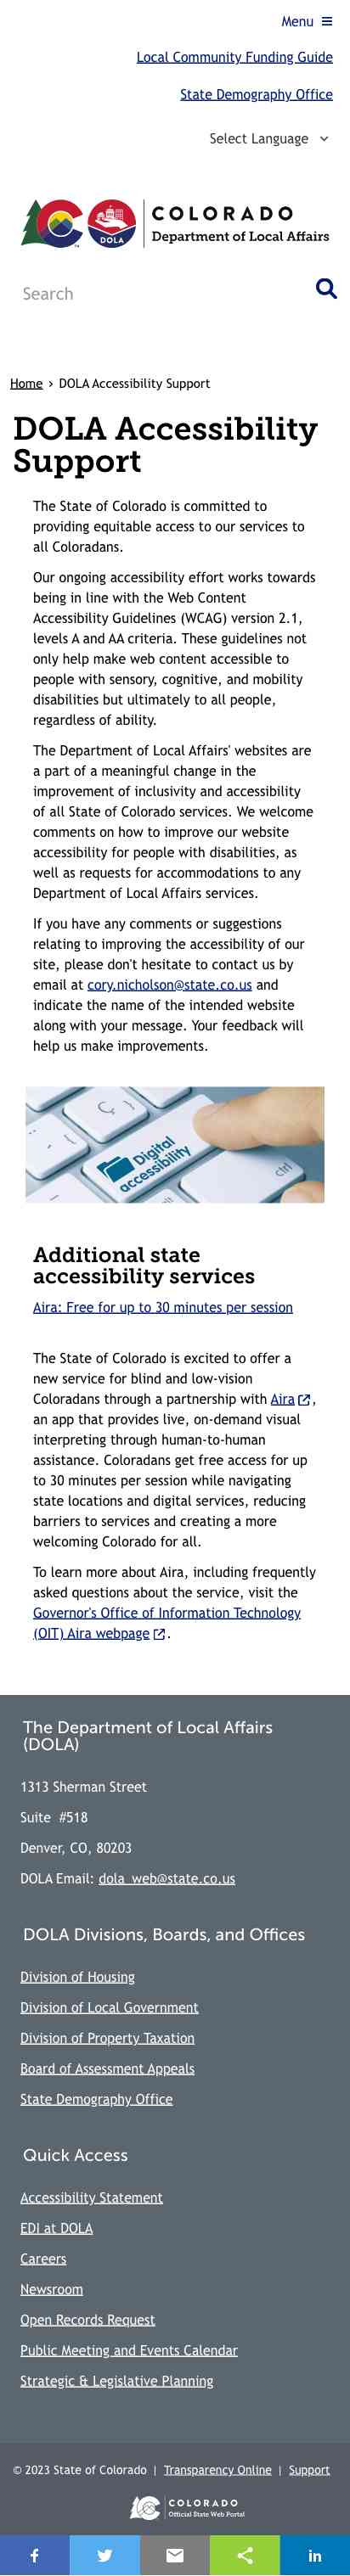 Menu
Local Community Funding Guide
State Demography Office
Select Language
COLORADO
Department of Local Affairs
DOLA
Search
Home › DOLA Accessibility Support
DOLA Accessibility
Support
The State of Colorado is committed to
providing equitable access to our services to
all Coloradans.
Our ongoing accessibility effort works towards
being in line with the Web Content
Accessibility Guidelines (WCAG) version 2.1,
levels A and AA criteria. These guidelines not
only help make web content accessible to
people with sensory, cognitive, and mobility
disabilities but ultimately to all people,
regardless of ability.
The Department of Local Affairs' websites are
a part of a meaningful change in the
improvement of inclusivity and accessibility
of all State of Colorado services. We welcome
comments on how to improve our website
accessibility for people with disabilities, as
well as requests for accommodations to any
Department of Local Affairs services.
If you have any comments or suggestions
relating to improving the accessibility of our
site, please don't hesitate to contact us by
email at cory.nicholson@state.co.us and
indicate the name of the intended website
along with your message. Your feedback will
help us make improvements.
Digital
accessibility
Additional state
accessibility services
Aira: Free for up to 30 minutes per session
The State of Colorado is excited to offer a
new service for blind and low-vision
Coloradans through a partnership with Aira ,
an app that provides live, on-demand visual
interpreting through human-to-human
assistance. Coloradans get free access for up
to 30 minutes per session while navigating
state locations and digital services, reducing
barriers to services and creating a more
welcoming Colorado for all.
To learn more about Aira, including frequently
asked questions about the service, visit the
Governor's Office of Information Technology
(OIT) Aira webpage .
The Department of Local Affairs
(DOLA)
1313 Sherman Street
Suite #518
Denver, CO, 80203
DOLA Email: dola_web@state.co.us
DOLA Divisions, Boards, and Offices
Division of Housing
Division of Local Government
Division of Property Taxation
Board of Assessment Appeals
State Demography Office
Quick Access
Accessibility Statement
EDI at DOLA
Careers
Newsroom
Open Records Request
Public Meeting and Events Calendar
Strategic & Legislative Planning
© 2023 State of Colorado | Transparency Online | Support
COLORADO
Official State Web Portal